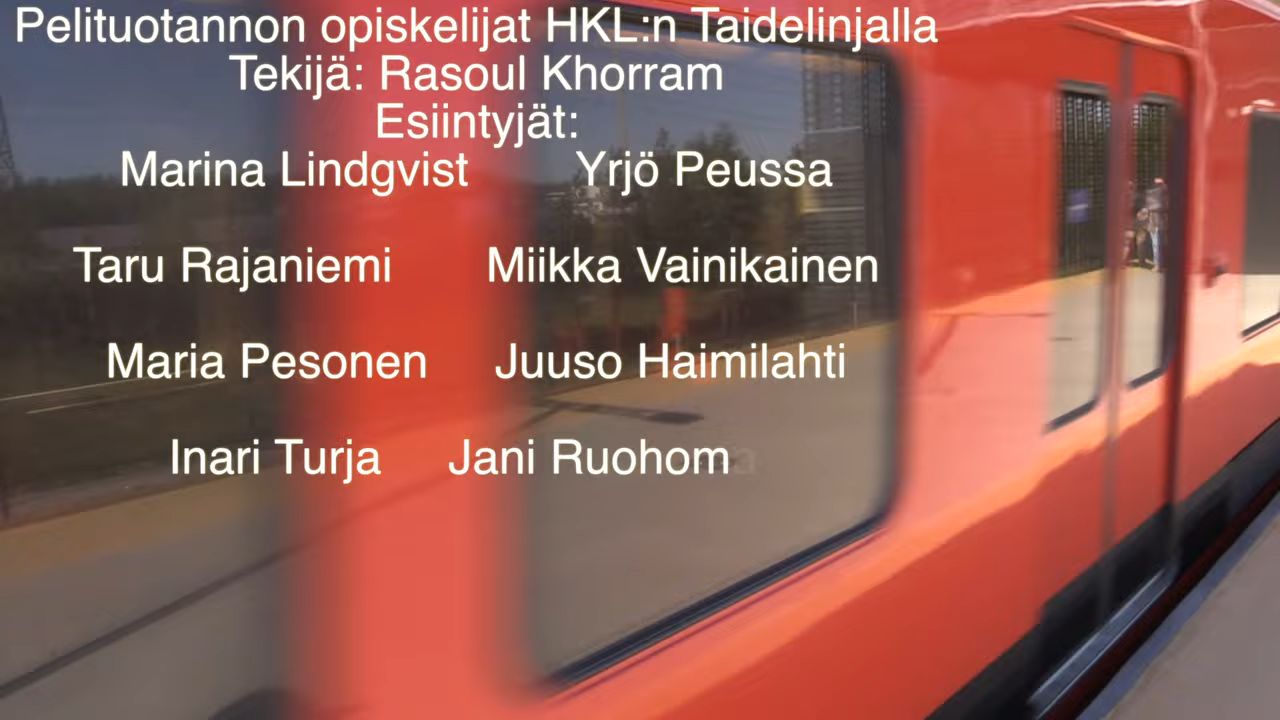 Pelituotannon opiskelijat HKL:n Taidelinjalla
Tekijä: Rasoul Khorram
Esiintyjät:
Marina Lindgvist Yrjö Peussa
Taru Rajaniemi Miikka Vainikainen
Maria Pesonen Juuso Haimilahti
Inari Turja Jani Ruohoma